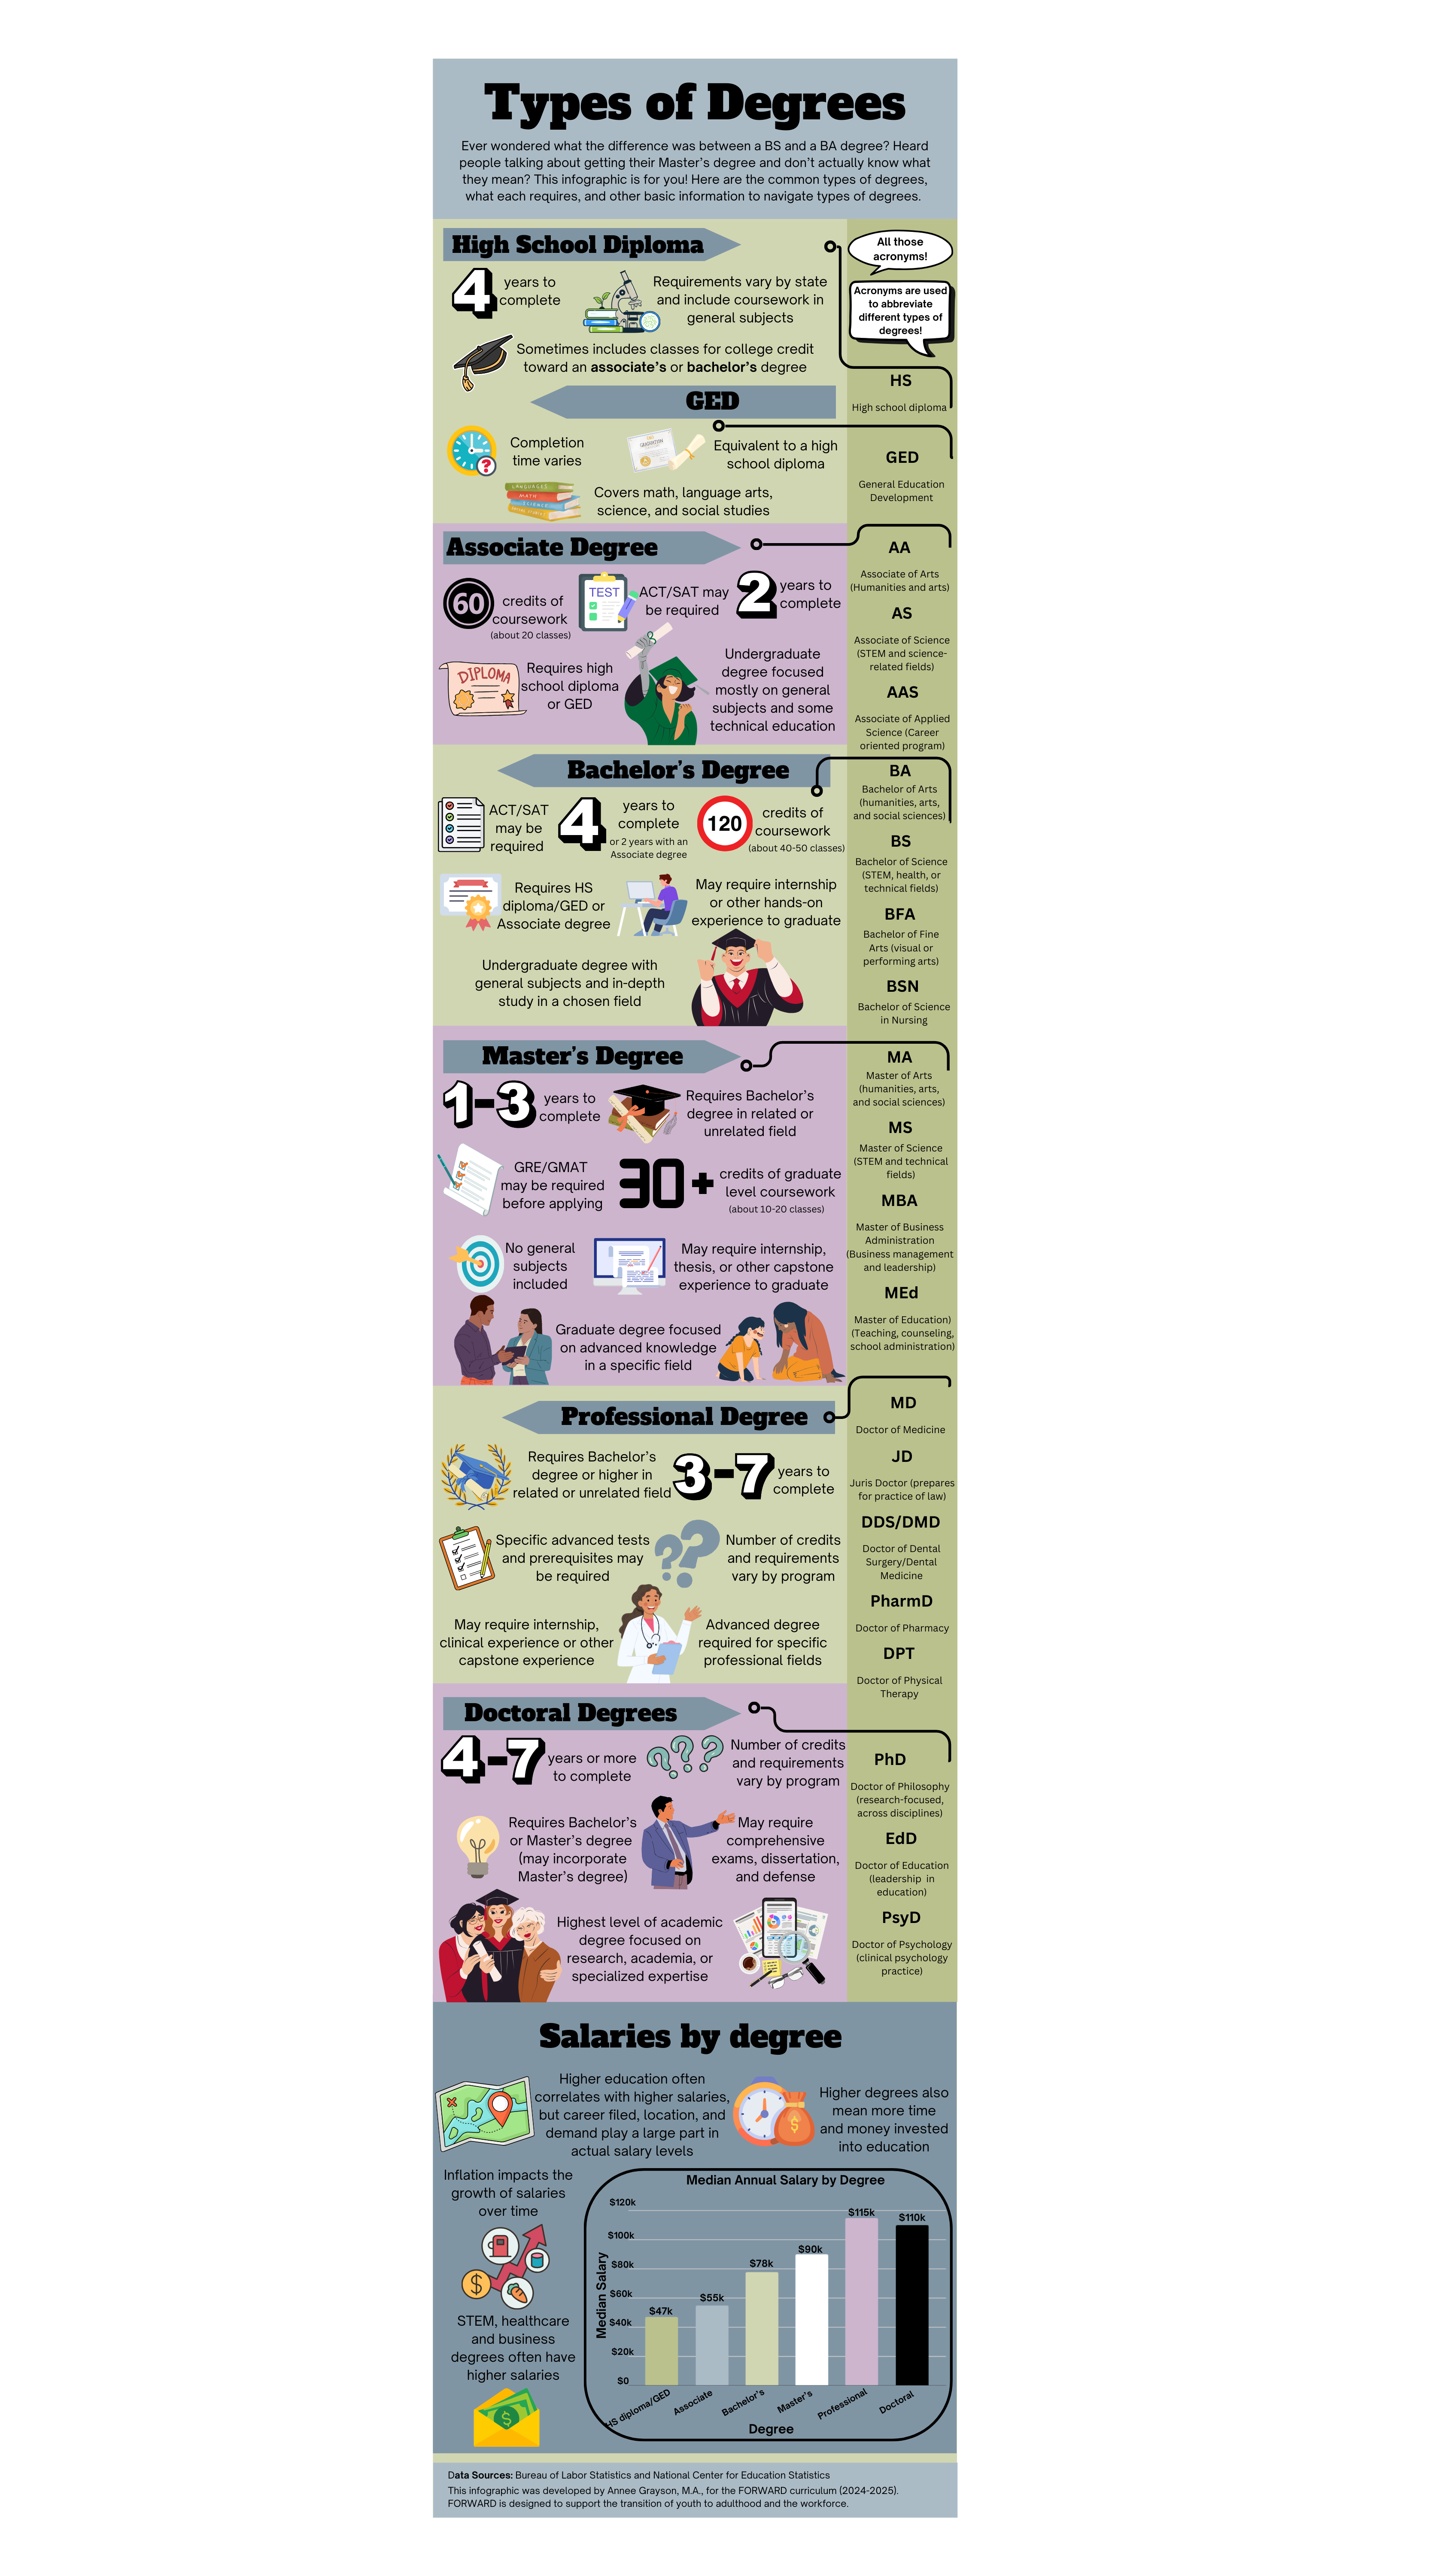 Types of Degrees
Ever wondered what the difference was between a BS and a BA degree? Heard
people talking about getting their Master's degree and don't actually know what
they mean? This infographic is for you! Here are the common types of degrees,
what each requires, and other basic information to navigate types of degrees.
High School Diploma
4
years to
complete
Requirements vary by state
and include coursework in
general subjects
Sometimes includes classes for college credit
toward an associate's or bachelor's degree
All those
acronyms!
Acronyms are used
to abbreviate
different types of
degrees!
HS
High school diploma
GED
Completion
time varies
Equivalent to a high
school diploma
LANGUAGES
MATH
SCIENCE
Covers math, language arts,
science, and social studies
GED
General Education
Development
Associate Degree
60
credits of
coursework
(about 20 classes)
TEST
ACT/SAT may
be required
2
years to
complete
DIPLOMA
Requires high
school diploma
or GED
Undergraduate
degree focused
mostly on general
subjects and some
technical education
AA
Associate of Arts
(Humanities and arts)
AS
Associate of Science
(STEM and science-
related fields)
AAS
Associate of Applied
Science (Career
oriented program)
Bachelor's Degree
ACT/SAT
may be
required
4
years to
complete
or 2 years with an
Associate degree
120
credits of
coursework
(about 40-50 classes)
Requires HS
diploma/GED or
Associate degree
May require internship
or other hands-on
experience to graduate
Undergraduate degree with
general subjects and in-depth
study in a chosen field
BA
Bachelor of Arts
(humanities, arts,
and social sciences)
BS
Bachelor of Science
(STEM, health, or
technical fields)
BFA
Bachelor of Fine
Arts (visual or
performing arts)
BSN
Bachelor of Science
in Nursing
Master's Degree
1-3
years to
complete
Requires Bachelor's
degree in related or
unrelated field
GRE/GMAT
may be required
before applying
30+
credits of graduate
level coursework
(about 10-20 classes)
No general
subjects
included
May require internship,
thesis, or other capstone
experience to graduate
Graduate degree focused
on advanced knowledge
in a specific field
MA
Master of Arts
(humanities, arts,
and social sciences)
MS
Master of Science
(STEM and technical
fields)
MBA
Master of Business
Administration
(Business management
and leadership)
MEd
Master of Education)
(Teaching, counseling,
school administration)
Professional Degree
Requires Bachelor's
degree or higher in
related or unrelated field
3-7
years to
complete
Specific advanced tests
and prerequisites may
be required
Number of credits
and requirements
vary by program
May require internship,
clinical experience or other
capstone experience
Advanced degree
required for specific
professional fields
MD
Doctor of Medicine
JD
Juris Doctor (prepares
for practice of law)
DDS/DMD
Doctor of Dental
Surgery/Dental
Medicine
PharmD
Doctor of Pharmacy
DPT
Doctor of Physical
Therapy
Doctoral Degrees
4-7
years or more
to complete
Number of credits
and requirements
vary by program
Requires Bachelor's
or Master's degree
(may incorporate
Master's degree)
May require
comprehensive
exams, dissertation,
and defense
Highest level of academic
degree focused on
research, academia, or
specialized expertise
PhD
Doctor of Philosophy
(research-focused,
across disciplines)
EdD
Doctor of Education
(leadership in
education)
PsyD
Doctor of Psychology
(clinical psychology
practice)
Salaries by degree
Higher education often
correlates with higher salaries,
but career filed, location, and
demand play a large part in
actual salary levels
Higher degrees also
mean more time
and money invested
into education
Inflation impacts the
growth of salaries
over time
STEM, healthcare
and business
degrees often have
higher salaries
Median Annual Salary by Degree
Median Salary
$120k
$100k
$80k
$60k
$40k
$20k
$0
$47k
$55k
$78k
$90k
$115k
$110k
HS diploma/GED
Associate
Bachelor's
Master's
Professional
Doctoral
Degree
Data Sources: Bureau of Labor Statistics and National Center for Education Statistics
This infographic was developed by Annee Grayson, M.A., for the FORWARD curriculum (2024-2025).
FORWARD is designed to support the transition of youth to adulthood and the workforce.